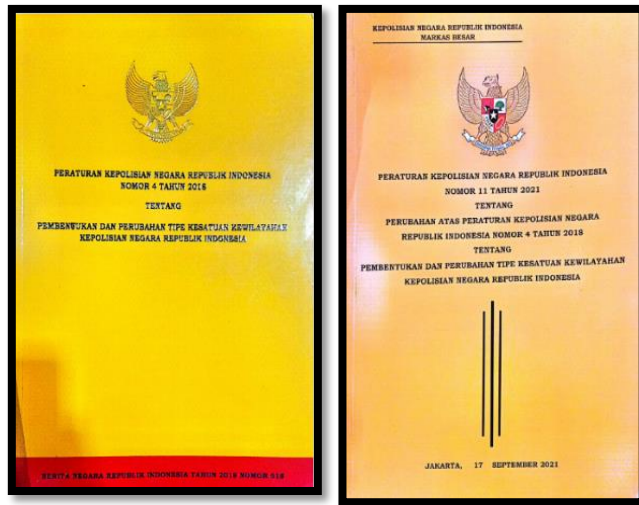 PERATURAN KEPOLISIAN NEGARA REPUBLIK INDONESIA
NOMOR 4 TAHUN 2018
TENTANG
PEMBENTUKAN DAN PERUBAHAN TIPE KESATUAN KEWILAYAHAN
KEPOLISIAN NEGARA REPUBLIK INDONESIA
BERITA NEGARA REPUBLIK INDONESIA TAHUN 2018 NOMOR
KEPOLISIAN NEGARA REPUBLIK INDONESIA
MARKAS BESAR
PERATURAN KEPOLISIAN NEGARA REPUBLIK INDONESIA
NOMOR 11 TAHUN 2021
TENTANG
PERUBAHAN ATAS PERATURAN KEPOLISIAN NEGARA
REPUBLIK INDONESIA NOMOR 4 TAHUN 2018
TENTANG
PEMBENTUKAN DAN PERUBAHAN TIPE KESATUAN KEWILAYAHAN
KEPOLISIAN NEGARA REPUBLIK INDONESIA
JAKARTA, 17 SEPTEMBER 2021